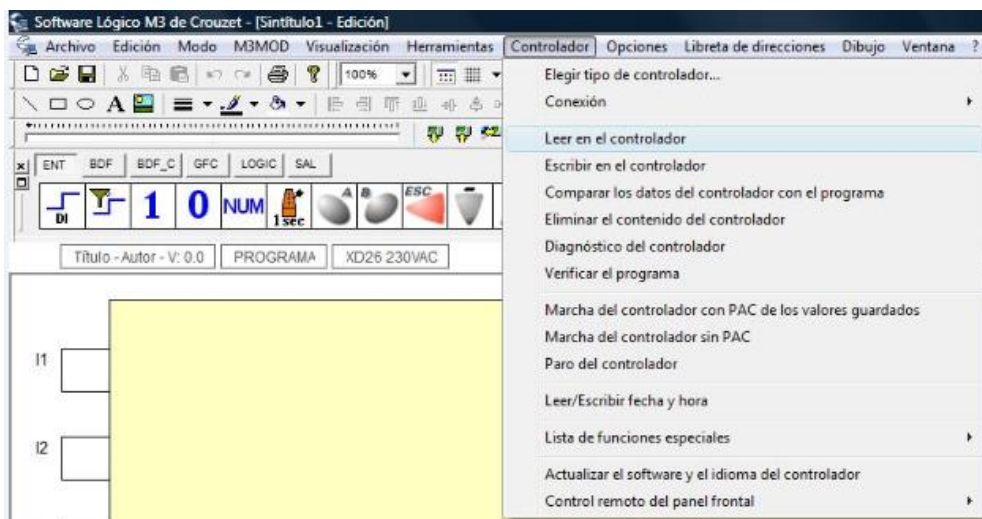 Software Lógico M3 de Crouzet - [Sintítulo1 - Edición]
Archivo Edición Modo M3MOD Visualización Herramientas Controlador Opciones Libreta de direcciones Dibujo Ventana ?
100%
A
ENT BDF BDF_C GFC LOGIC SAL
DI 1 0 NUM 1 sec A B ESC
Título - Autor - V: 0.0 PROGRAMA XD26 230VAC
I1
I2
Elegir tipo de controlador...
Conexión
Leer en el controlador
Escribir en el controlador
Comparar los datos del controlador con el programa
Eliminar el contenido del controlador
Diagnóstico del controlador
Verificar el programa
Marcha del controlador con PAC de los valores guardados
Marcha del controlador sin PAC
Paro del controlador
Leer/Escribir fecha y hora
Lista de funciones especiales
Actualizar el software y el idioma del controlador
Control remoto del panel frontal